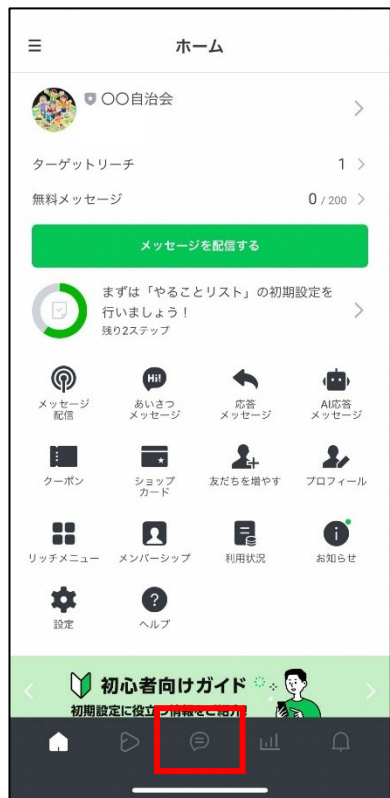 ホーム
〇〇自治会
ターゲットリーチ 1
無料メッセージ 0 / 200
メッセージを配信する
まずは「やることリスト」の初期設定を
行いましょう！
残り2ステップ
メッセージ
配信
Hi!
あいさつ
メッセージ
応答
メッセージ
AI応答
メッセージ
クーポン
ショップ
カード
友だちを増やす
プロフィール
リッチメニュー
メンバーシップ
利用状況
お知らせ
設定
ヘルプ
初心者向けガイド
初期設定に役立つ情報をご紹介